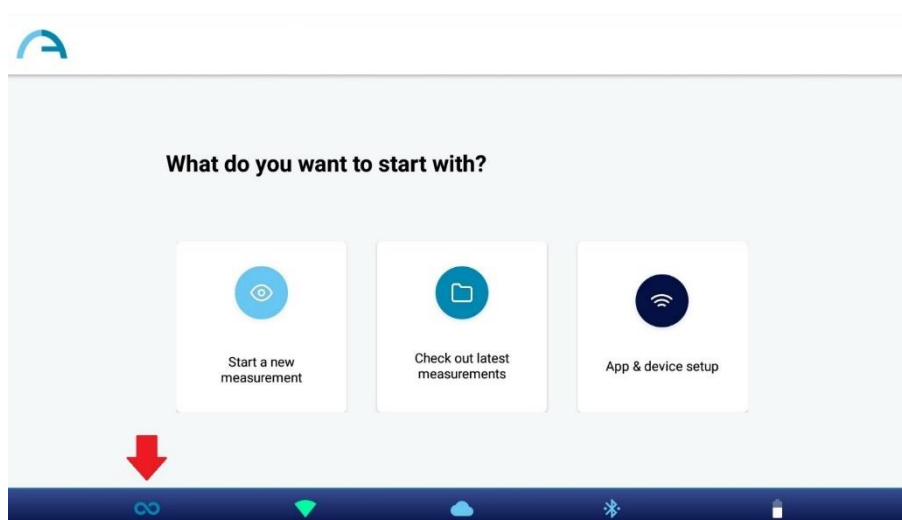 What do you want to start with?
Start a new
measurement
Check out latest
measurements
App & device setup